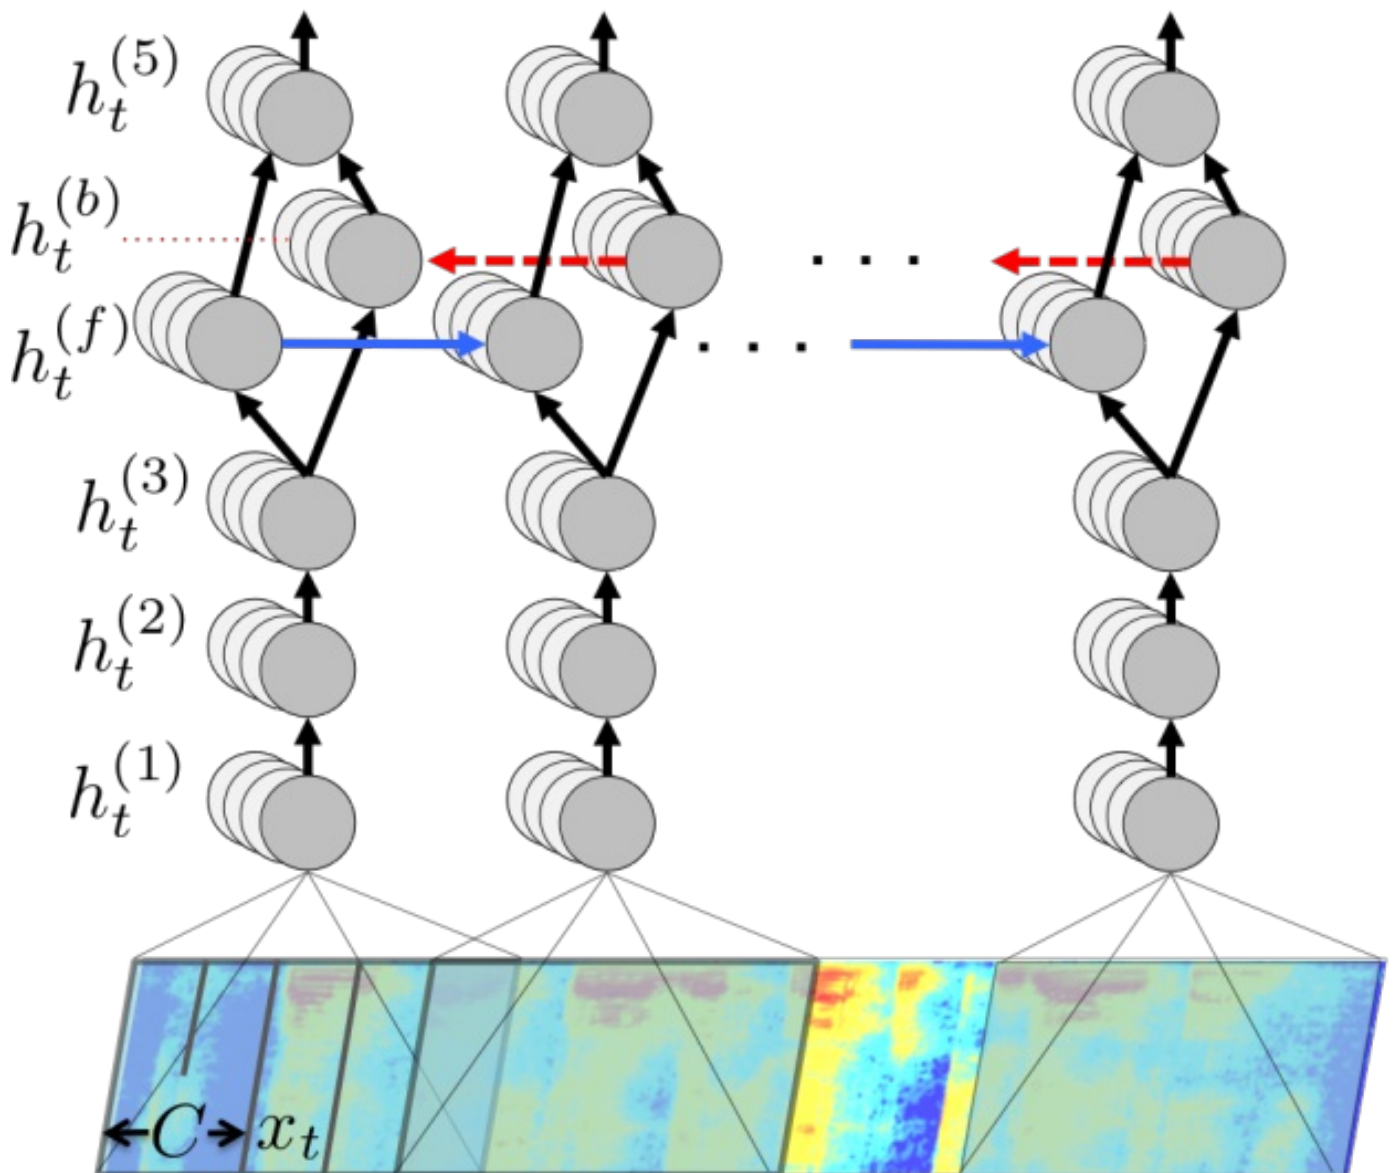 h_t^{(5)}
h_t^{(b)}
. . .
h_t^{(f)}
. . .
h_t^{(3)}
h_t^{(2)}
h_t^{(1)}
C x_t